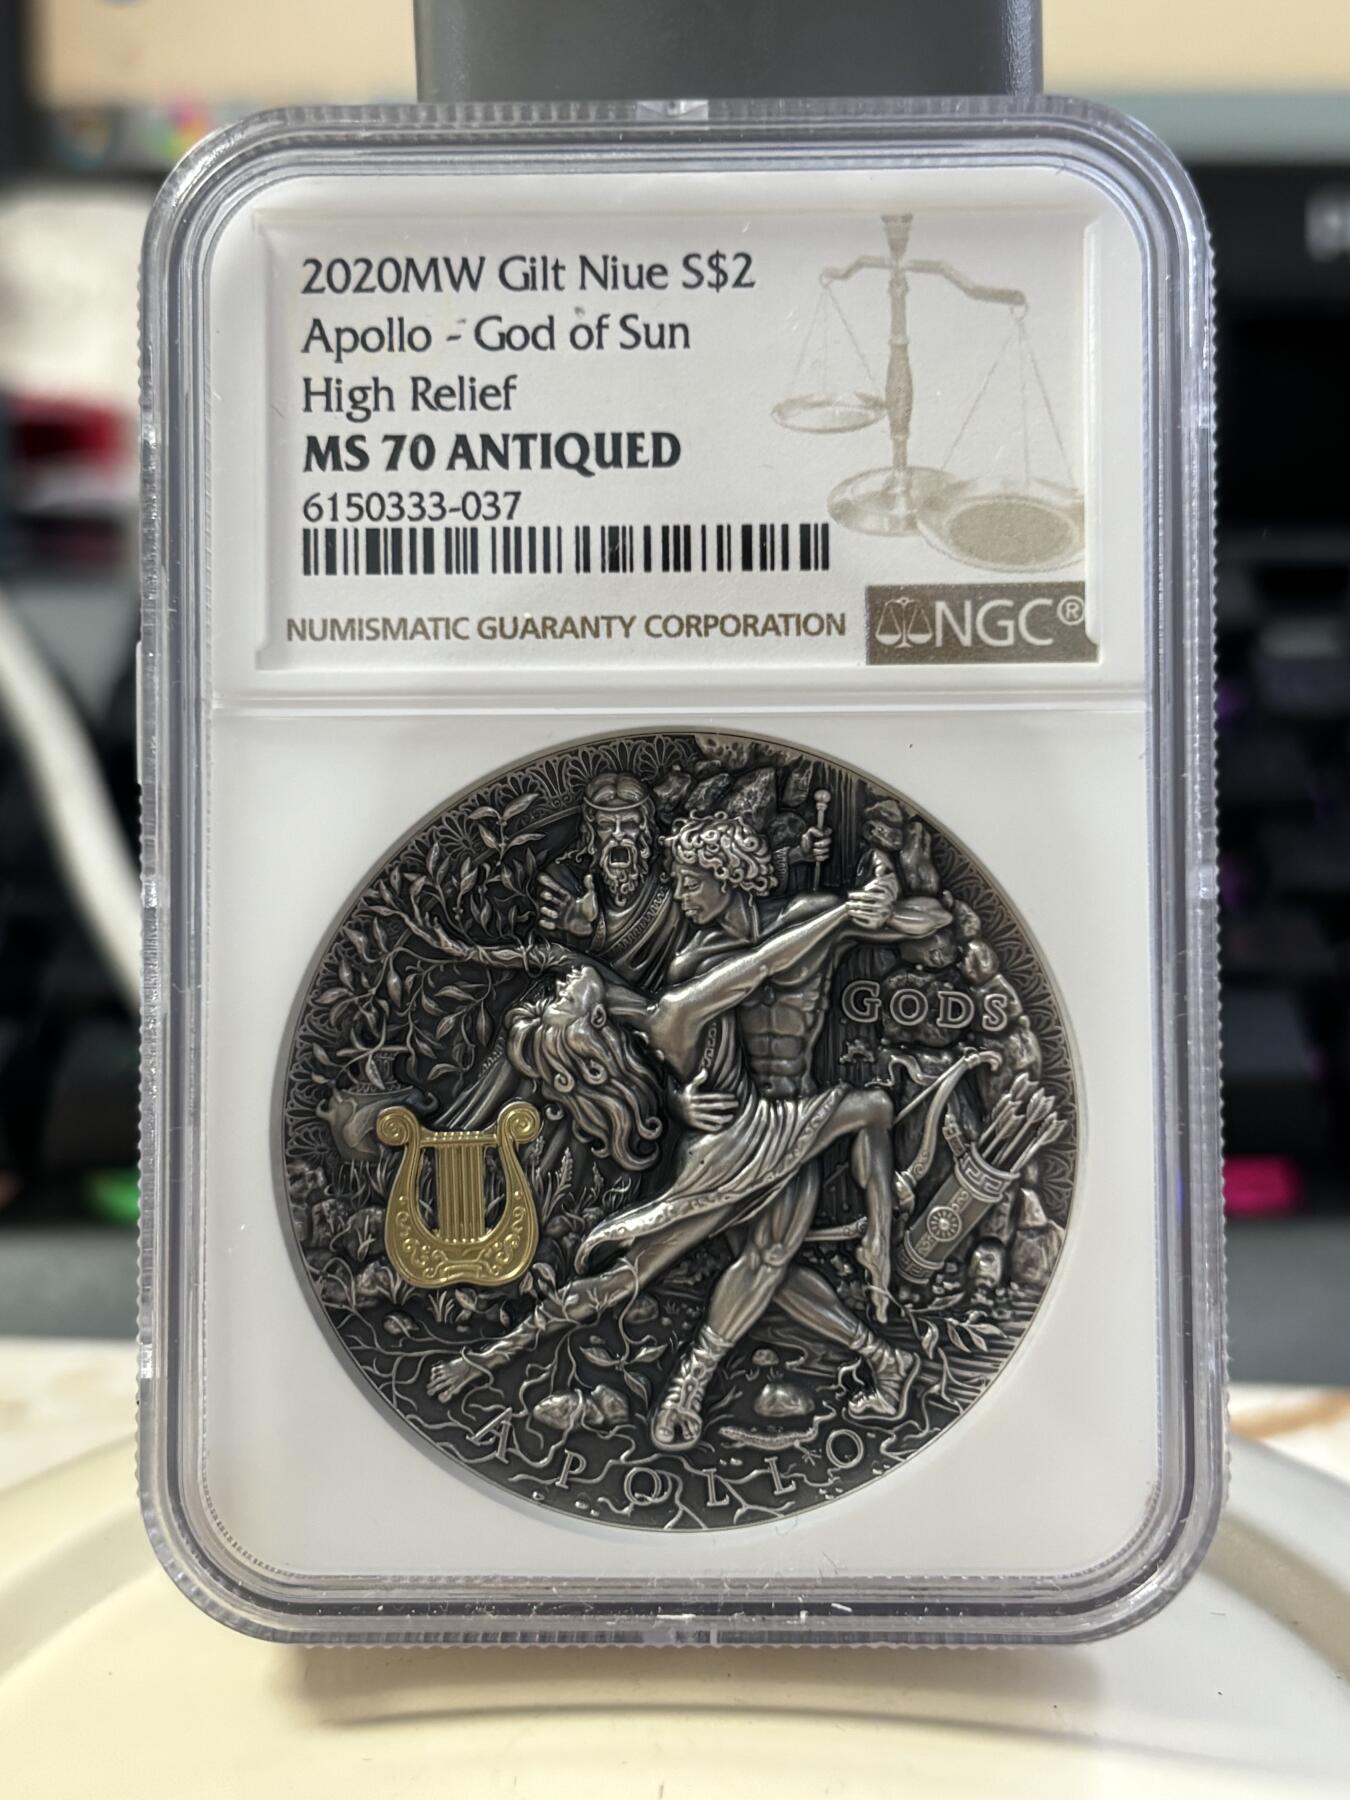 2020MW Gilt Niue S$2
Apollo - God of Sun
High Relief
MS 70 ANTIQUED
6150333-037
NUMISMATIC GUARANTY CORPORATION
NGC®
GODS
APOLLO